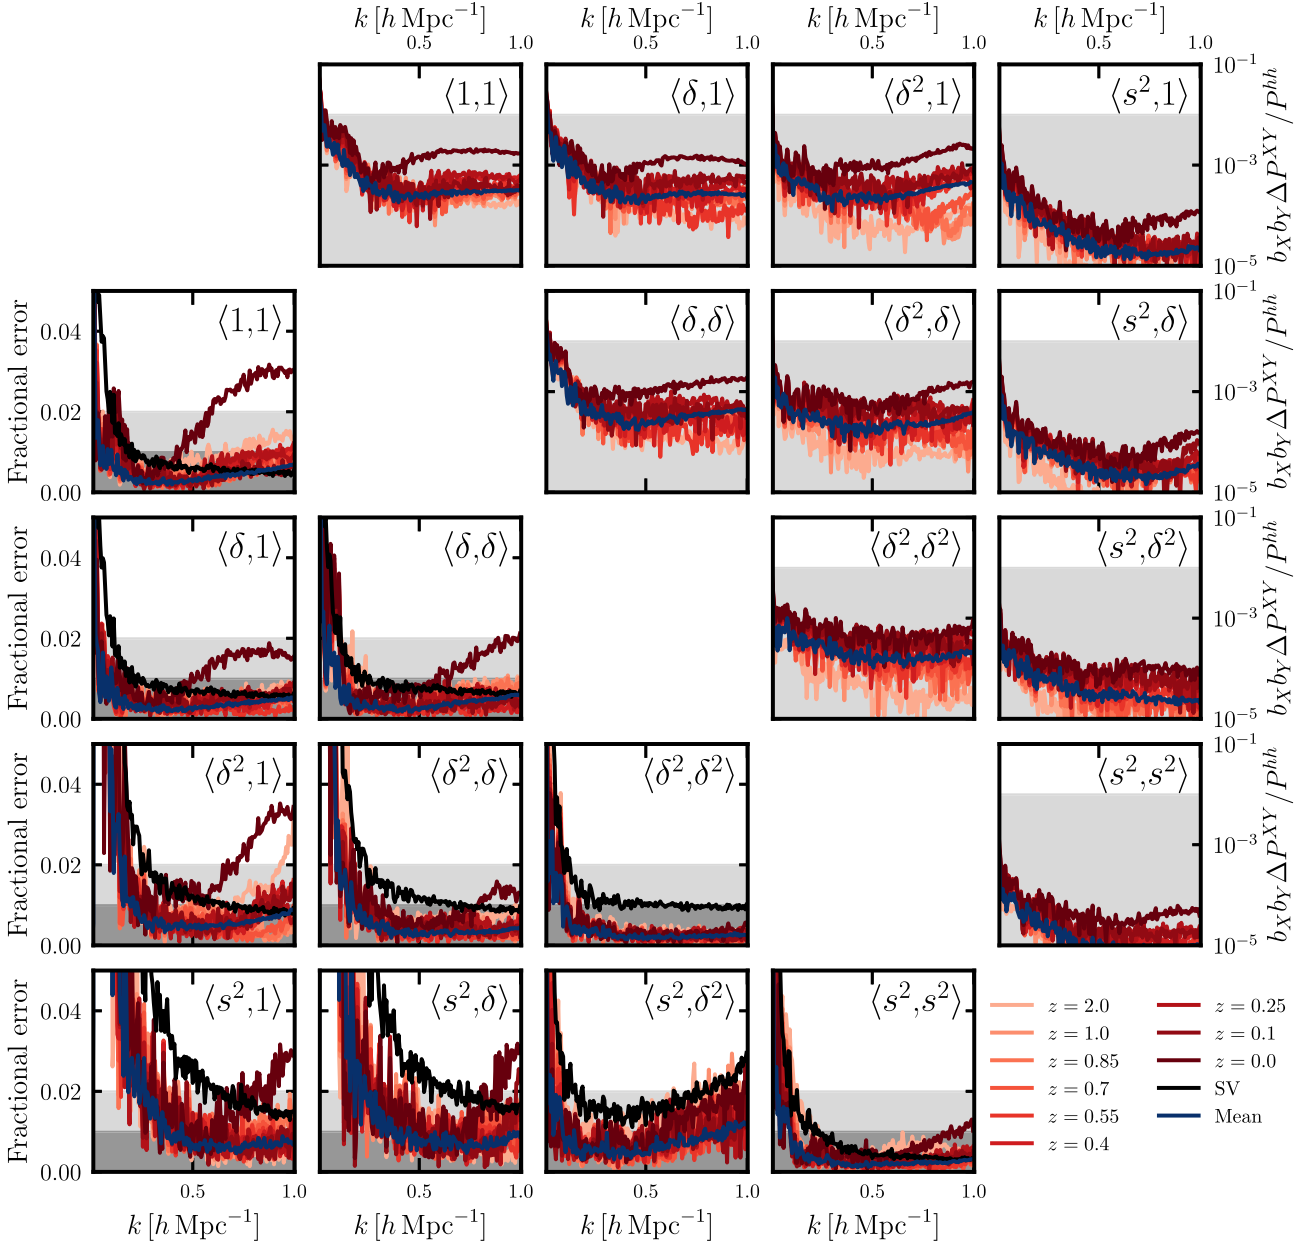 k [h Mpc⁻¹] k [h Mpc⁻¹] k [h Mpc⁻¹] k [h Mpc⁻¹]
0.5 1.0 0.5 1.0 0.5 1.0 0.5 1.0
⟨1,1⟩ ⟨δ,1⟩ ⟨δ²,1⟩ ⟨s²,1⟩
10⁻¹
10⁻³
10⁻⁵
b_X b_Y ΔP^{XY}/P^{hh}
Fractional error
0.04
0.02
0.00
⟨1,1⟩ ⟨δ,δ⟩ ⟨δ²,δ⟩ ⟨s²,δ⟩
10⁻¹
10⁻³
10⁻⁵
b_X b_Y ΔP^{XY}/P^{hh}
Fractional error
0.04
0.02
0.00
⟨δ,1⟩ ⟨δ,δ⟩ ⟨δ²,δ²⟩ ⟨s²,δ²⟩
10⁻¹
10⁻³
10⁻⁵
b_X b_Y ΔP^{XY}/P^{hh}
Fractional error
0.04
0.02
0.00
⟨δ²,1⟩ ⟨δ²,δ⟩ ⟨δ²,δ²⟩ ⟨s²,s²⟩
10⁻¹
10⁻³
10⁻⁵
b_X b_Y ΔP^{XY}/P^{hh}
Fractional error
0.04
0.02
0.00
⟨s²,1⟩ ⟨s²,δ⟩ ⟨s²,δ²⟩ ⟨s²,s²⟩
0.5 1.0 0.5 1.0 0.5 1.0 0.5 1.0
k [h Mpc⁻¹] k [h Mpc⁻¹] k [h Mpc⁻¹] k [h Mpc⁻¹]
z = 2.0
z = 1.0
z = 0.85
z = 0.7
z = 0.55
z = 0.4
z = 0.25
z = 0.1
z = 0.0
SV
Mean